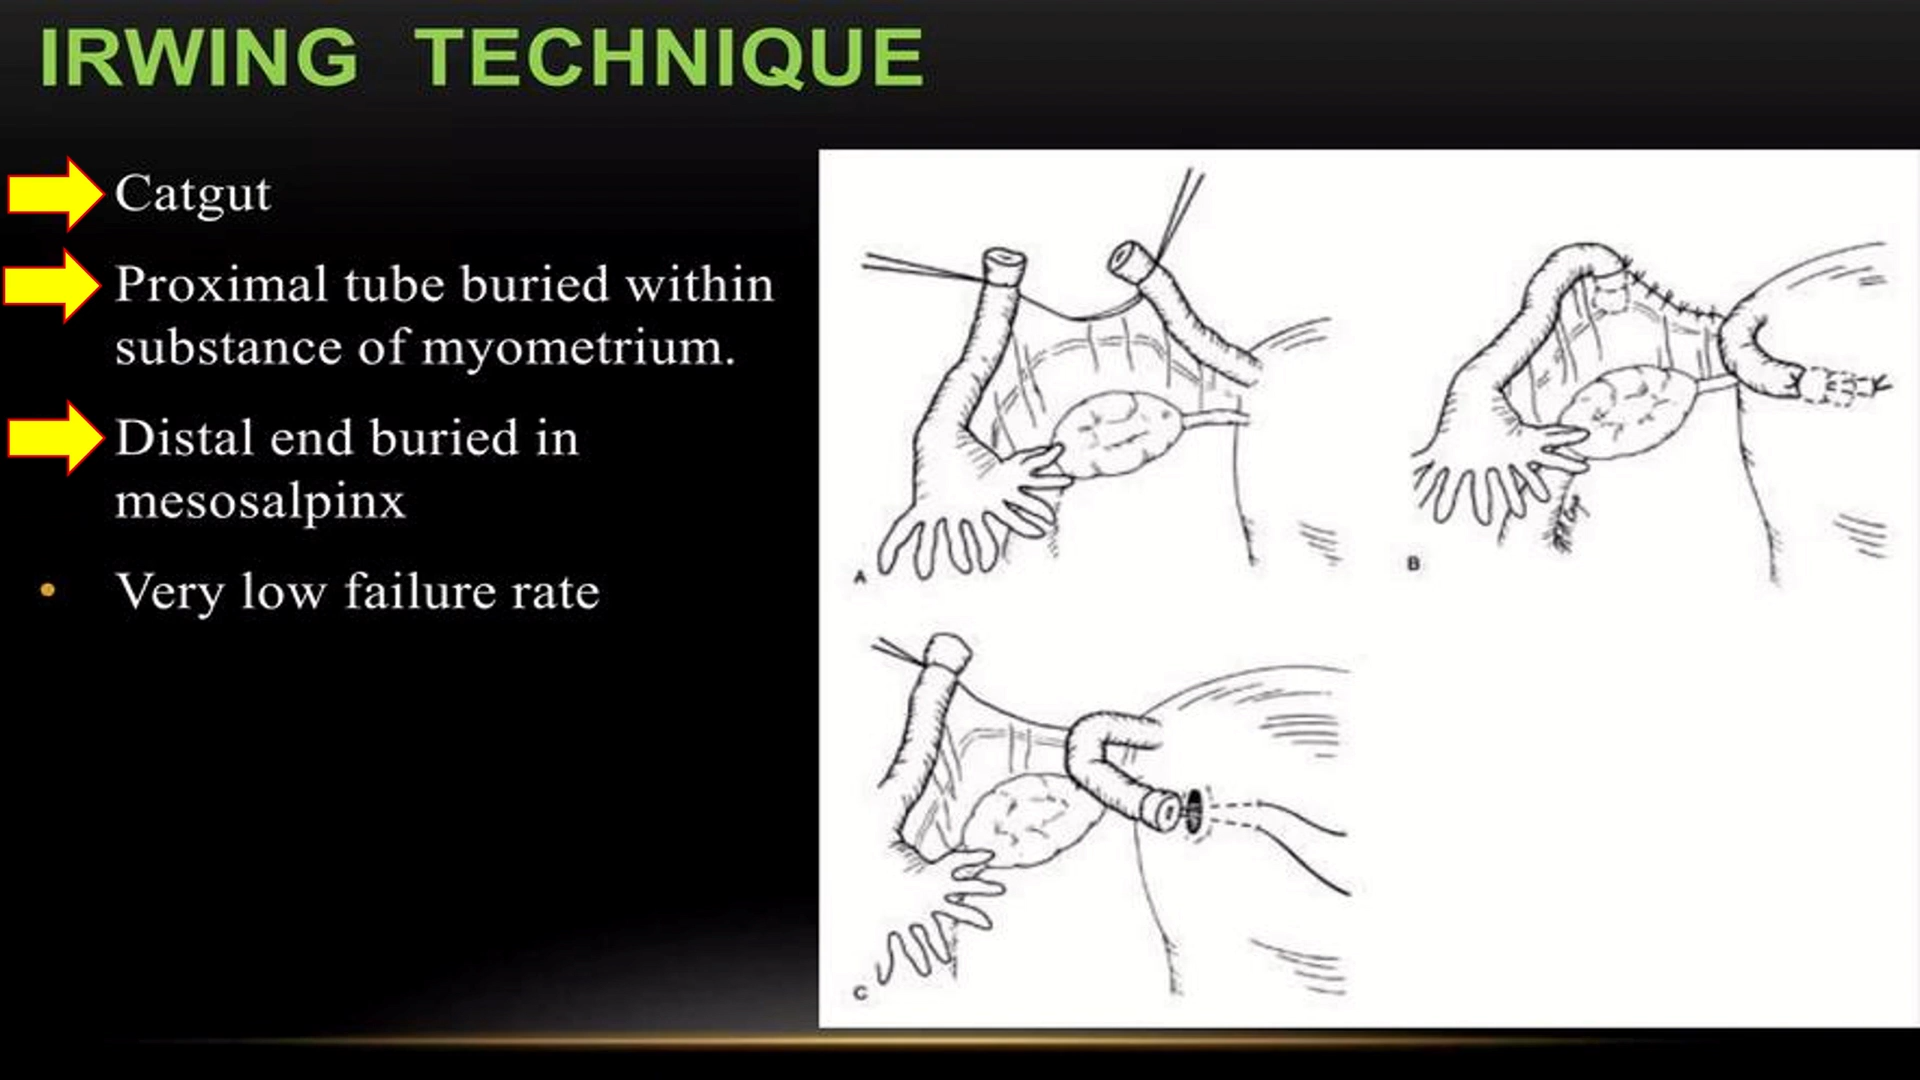 IRWING TECHNIQUE
Catgut
Proximal tube buried within
substance of myometrium.
Distal end buried in
mesosalpinx
• Very low failure rate
A
B
C